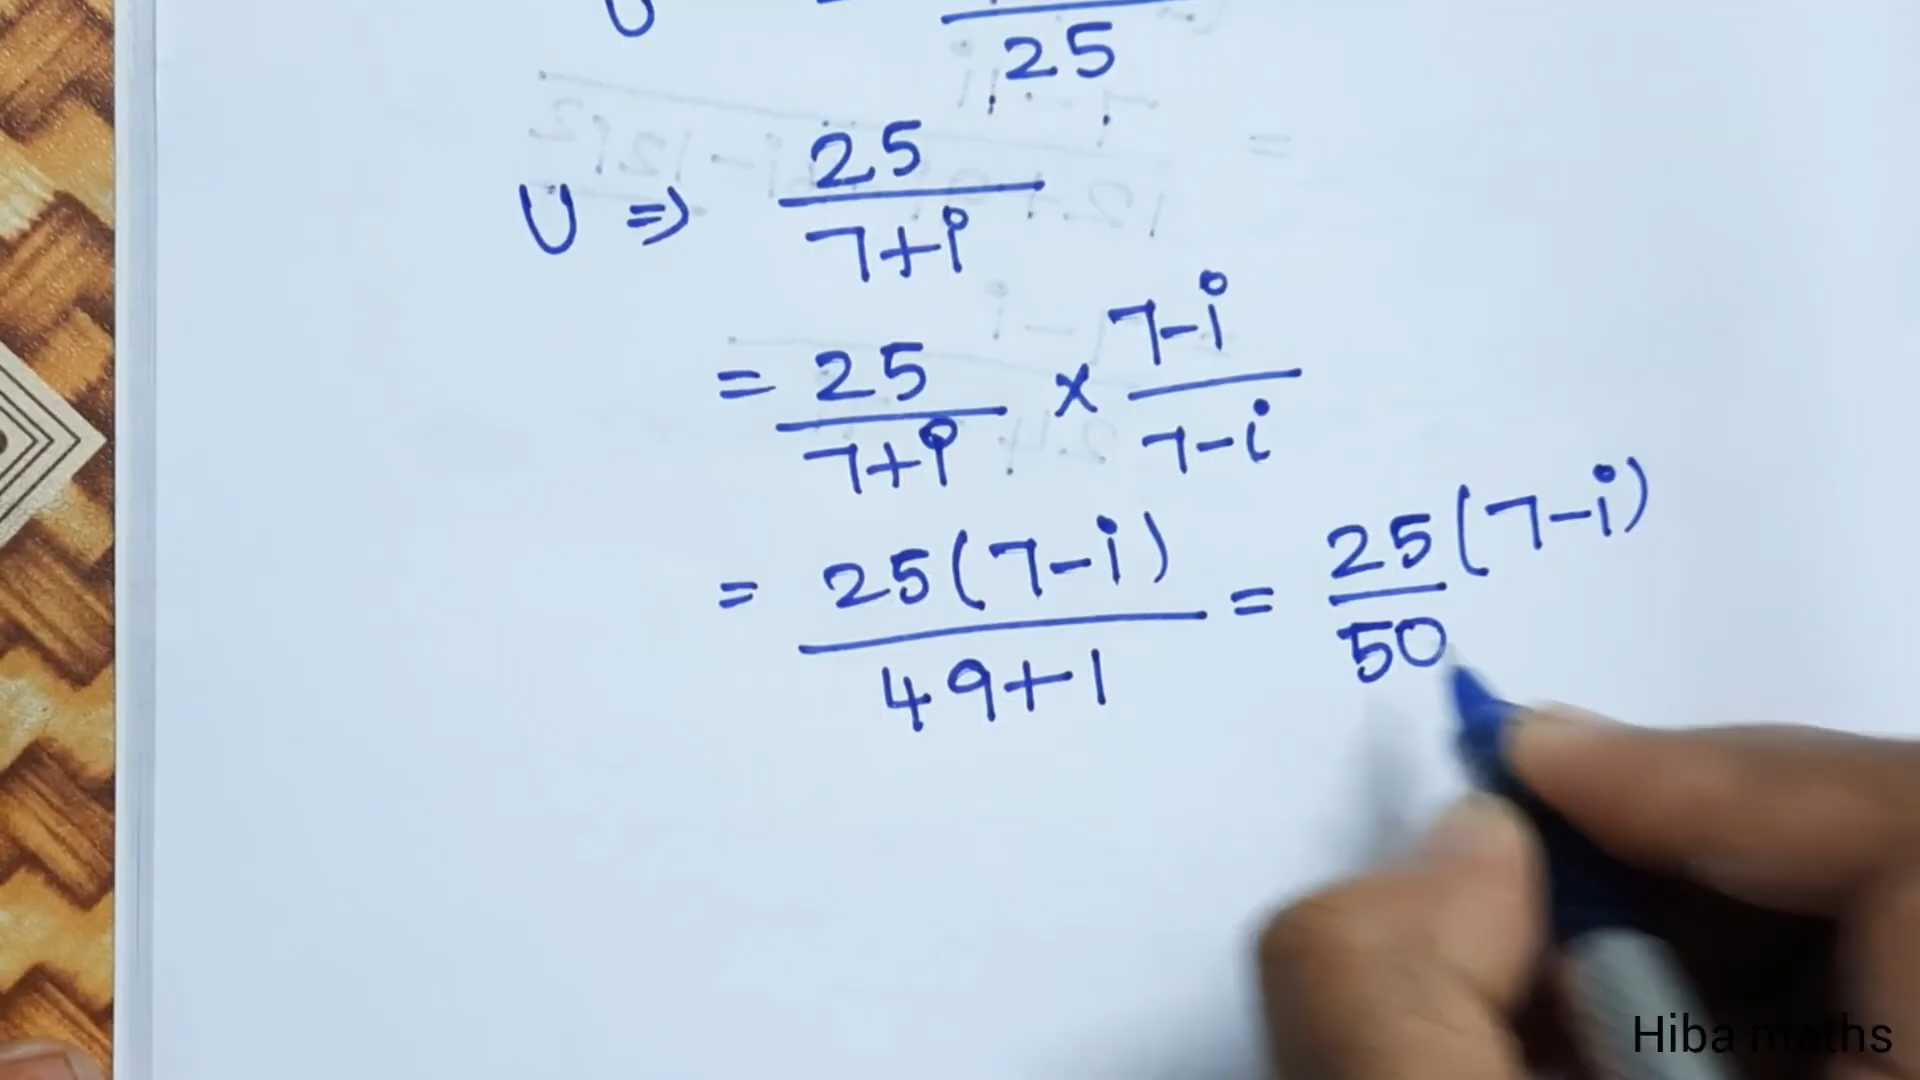 U = 25
U ⇒ 25 / 7+i
= 25 / 7+i × 7-i / 7-i
= 25(7-i) / 49+1 = 25/50 (7-i)
Hiba maths